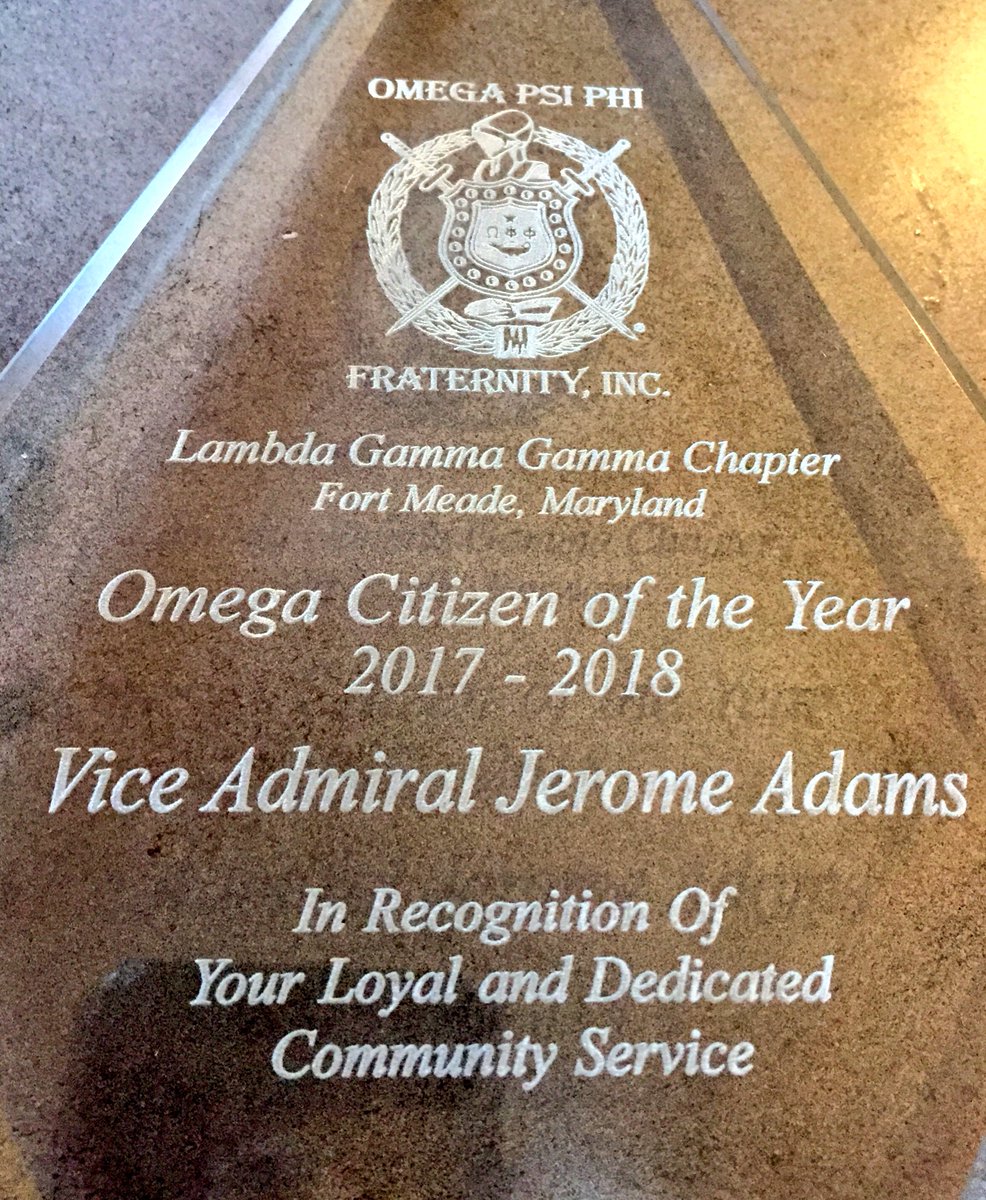 OMEGA PSI PHI
Ω Ψ Φ
FRATERNITY, INC.
Lambda Gamma Gamma Chapter
Fort Meade, Maryland
Omega Citizen of the Year
2017 - 2018
Vice Admiral Jerome Adams
In Recognition Of
Your Loyal and Dedicated
Community Service